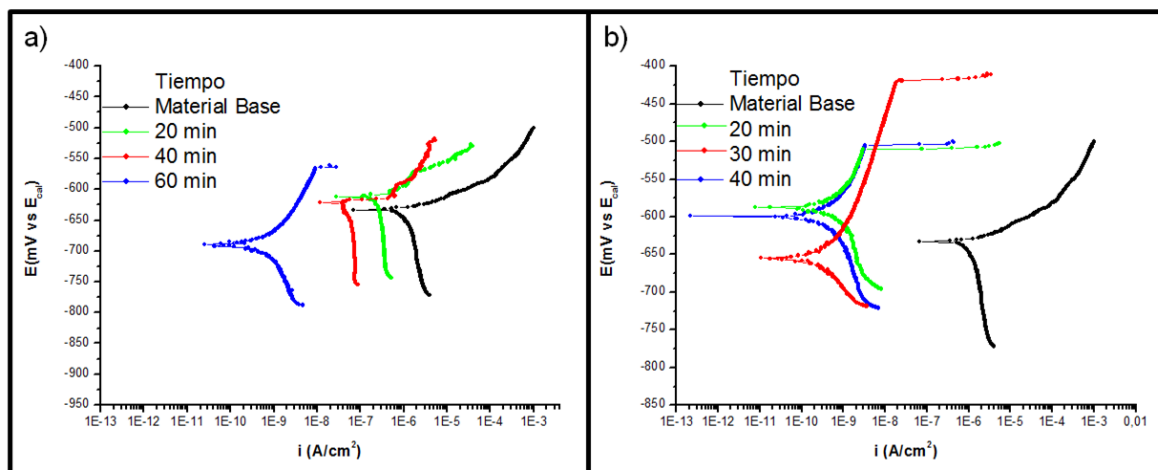 a)
Tiempo
Material Base
20 min
40 min
60 min
-400
-450
-500
-550
-600
-650
-700
-750
-800
-850
-900
-950
E(mV vs E_cal)
1E-13 1E-12 1E-11 1E-10 1E-9 1E-8 1E-7 1E-6 1E-5 1E-4 1E-3
i (A/cm²)
b)
Tiempo
Material Base
20 min
30 min
40 min
-400
-450
-500
-550
-600
-650
-700
-750
-800
-850
E(mV vs E_cal)
1E-13 1E-12 1E-11 1E-10 1E-9 1E-8 1E-7 1E-6 1E-5 1E-4 1E-3 0,01
i (A/cm²)